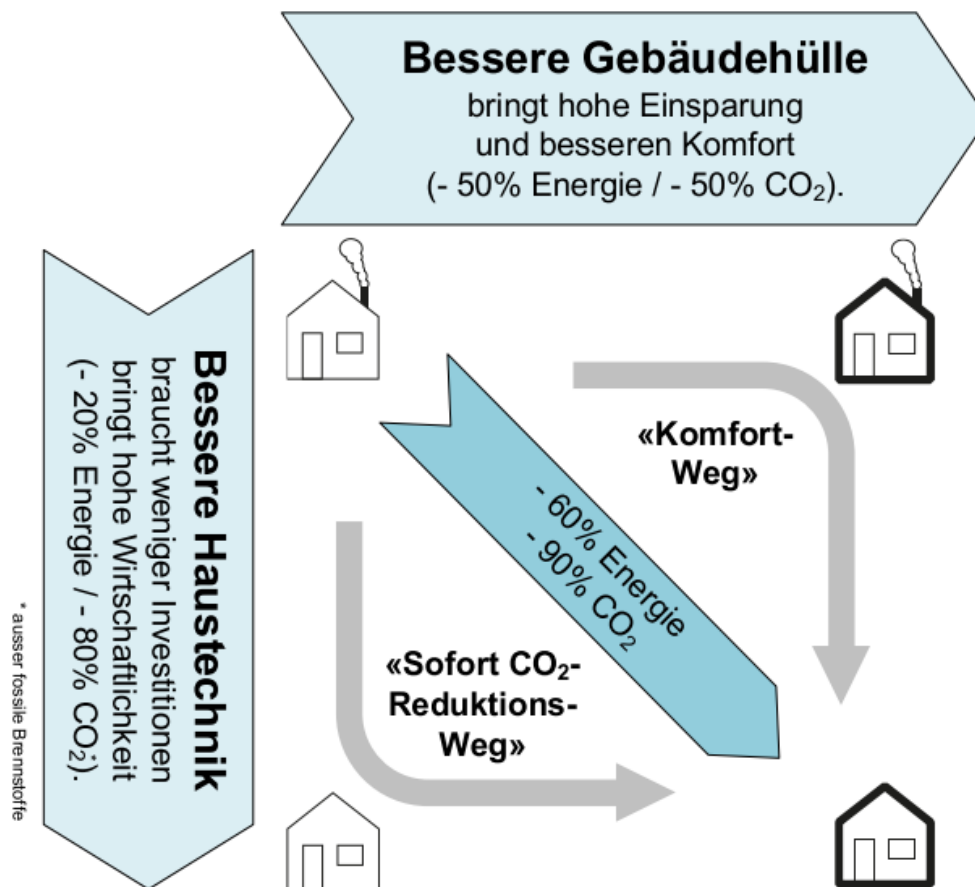 Bessere Gebäudehülle
bringt hohe Einsparung
und besseren Komfort
(- 50% Energie / - 50% CO₂).
Bessere Haustechnik
braucht weniger Investitionen
bringt hohe Wirtschaftlichkeit
(- 20% Energie / - 80% CO₂*).
* ausser fossile Brennstoffe
«Komfort-
Weg»
- 60% Energie
- 90% CO₂
«Sofort CO₂-
Reduktions-
Weg»